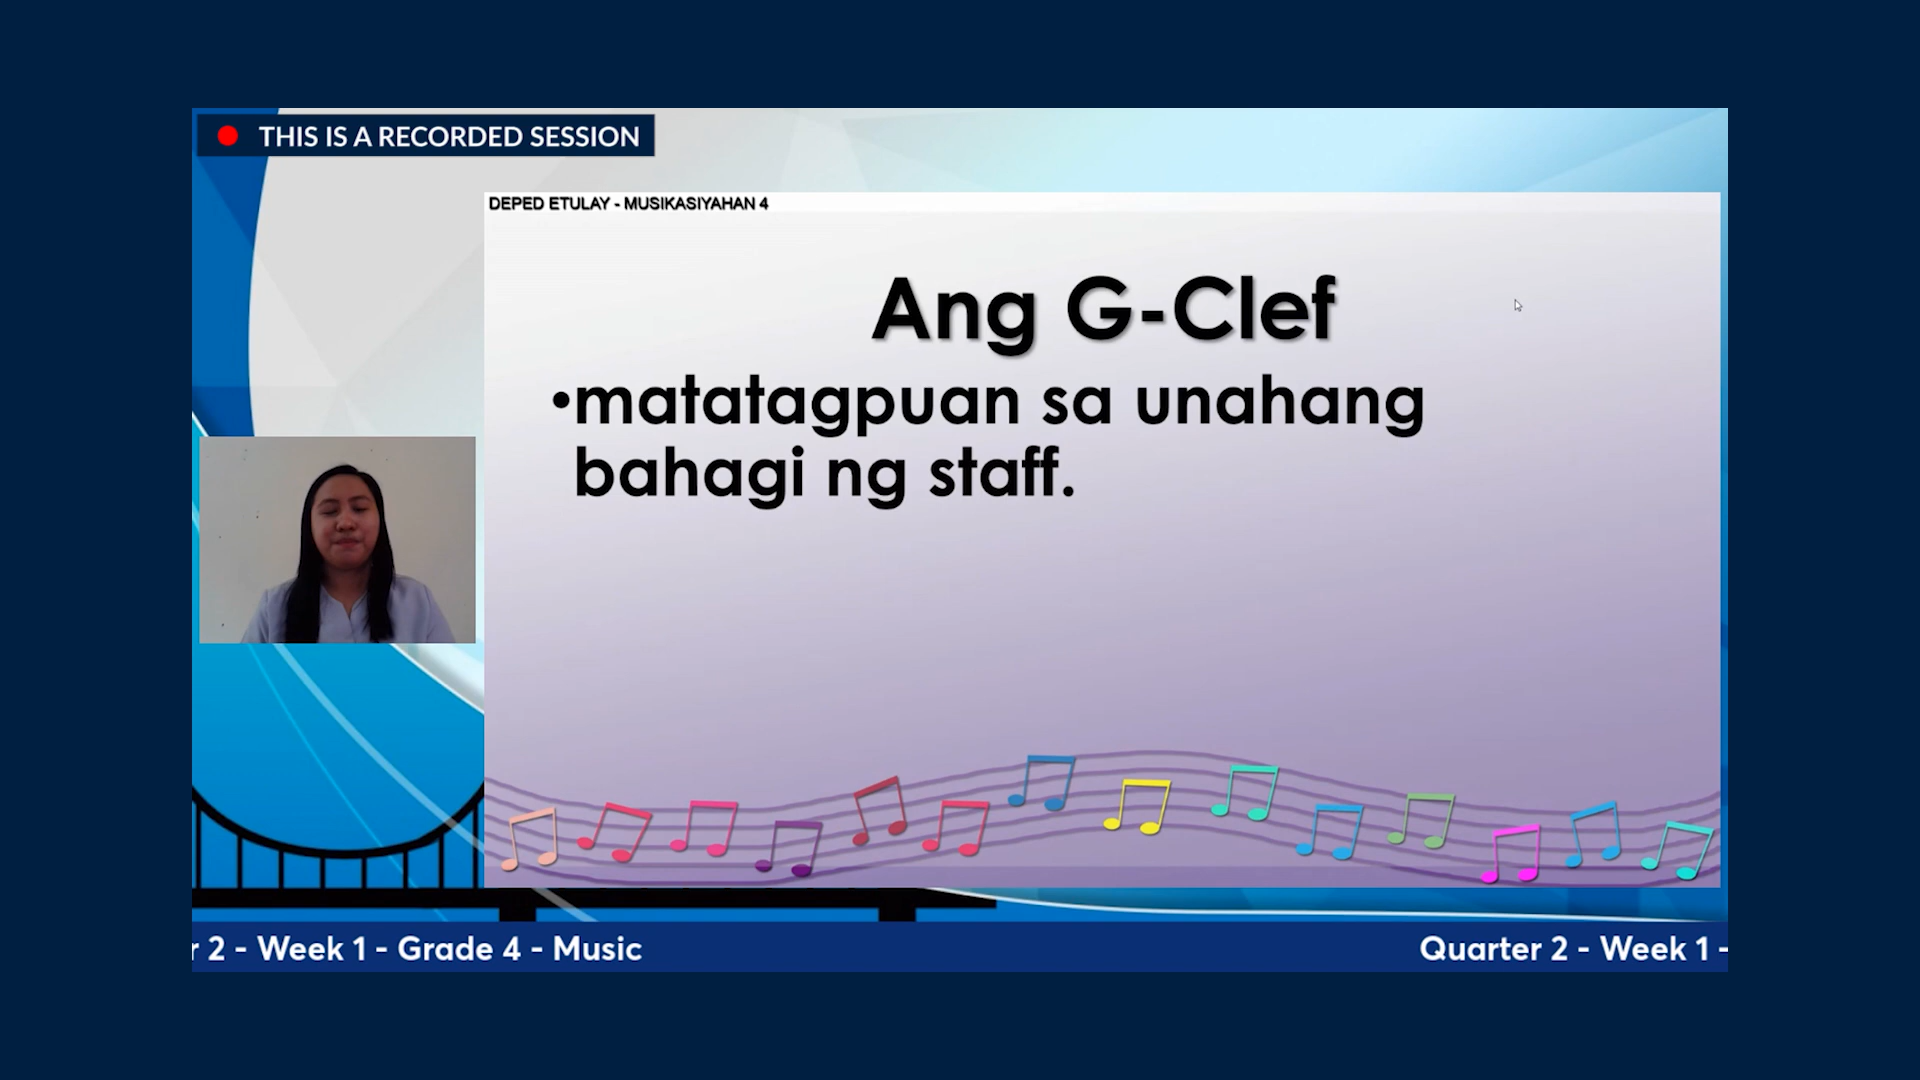 THIS IS A RECORDED SESSION
DEPED ETULAY - MUSIKASIYAHAN 4
Ang G-Clef
•matatagpuan sa unahang
bahagi ng staff.
r 2 - Week 1 - Grade 4 - Music
Quarter 2 - Week 1 -